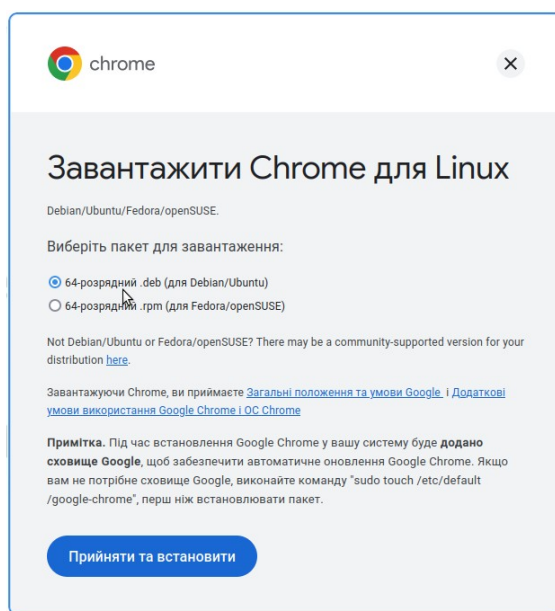 chrome
Завантажити Chrome для Linux
Debian/Ubuntu/Fedora/openSUSE.
Виберіть пакет для завантаження:
64-розрядний .deb (для Debian/Ubuntu)
64-розрядний .rpm (для Fedora/openSUSE)
Not Debian/Ubuntu or Fedora/openSUSE? There may be a community-supported version for your
distribution here.
Завантажуючи Chrome, ви приймаєте Загальні положення та умови Google і Додаткові
умови використання Google Chrome і ОС Chrome
Примітка. Під час встановлення Google Chrome у вашу систему буде додано
сховище Google, щоб забезпечити автоматичне оновлення Google Chrome. Якщо
вам не потрібне сховище Google, виконайте команду "sudo touch /etc/default
/google-chrome", перш ніж встановлювати пакет.
Прийняти та встановити